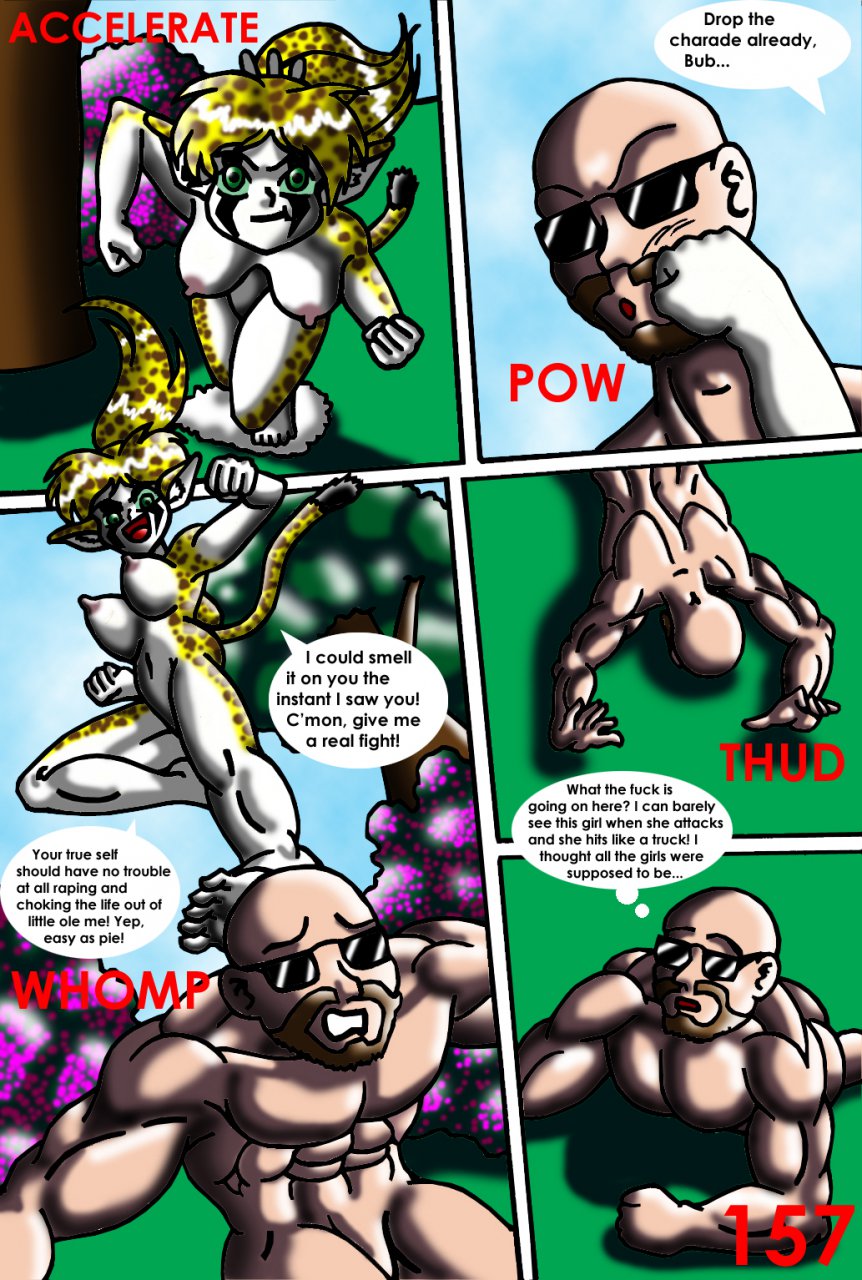 ACCELERATE
Drop the
charade already,
Bub...
POW
I could smell
it on you the
instant I saw you!
C'mon, give me
a real fight!
Your true self
should have no trouble
at all raping and
choking the life out of
little ole me! Yep,
easy as pie!
WHOMP
THUD
What the fuck is
going on here? I can barely
see this girl when she attacks
and she hits like a truck! I
thought all the girls were
supposed to be...
157